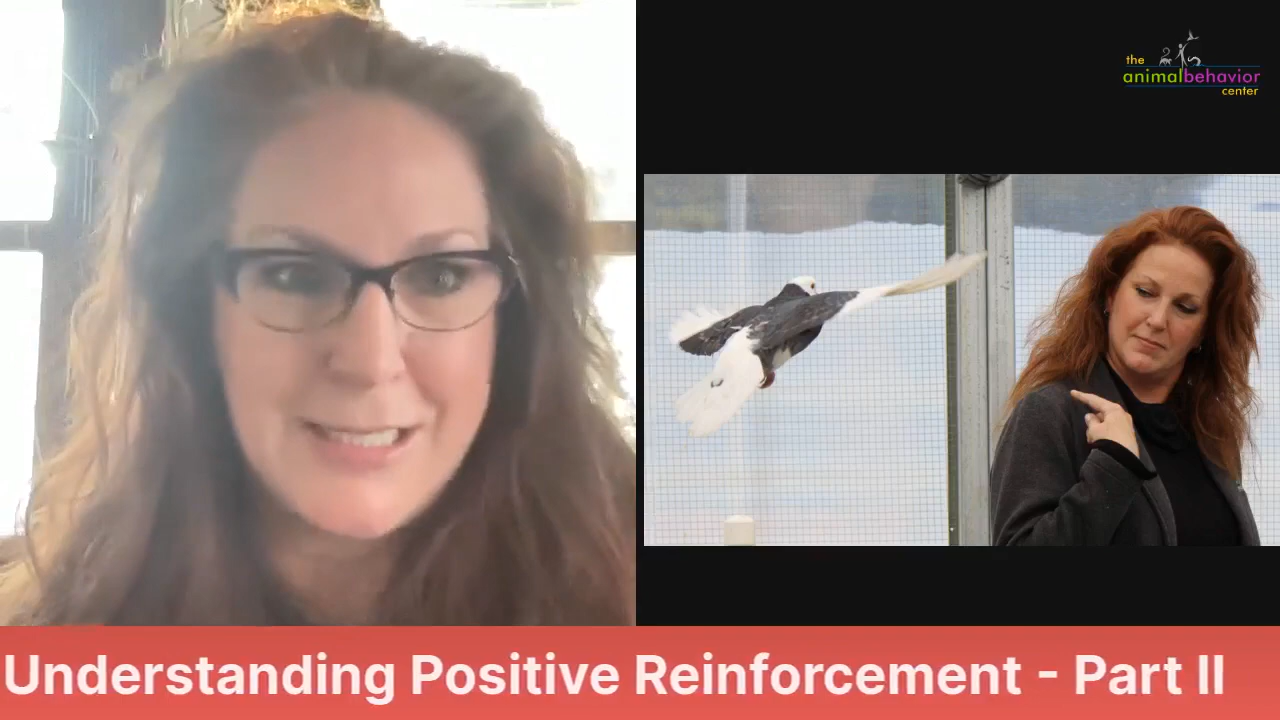 the
animalbehavior
center
Understanding Positive Reinforcement - Part II